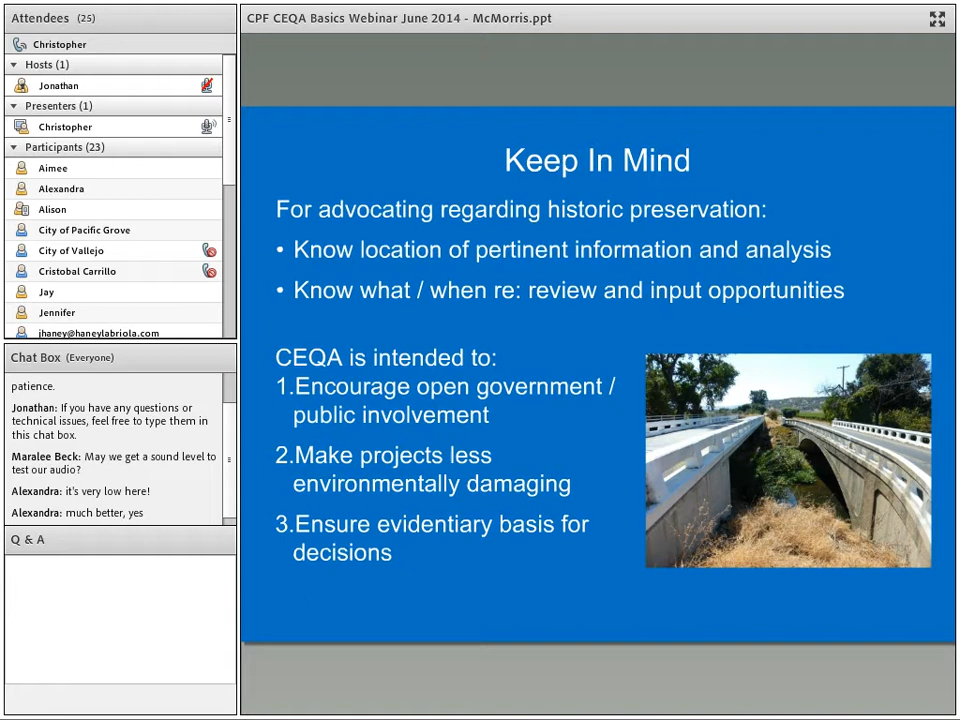 Attendees (25)
Christopher
Hosts (1)
Jonathan
Presenters (1)
Christopher
Participants (23)
Aimee
Alexandra
Alison
City of Pacific Grove
City of Vallejo
Cristobal Carrillo
Jay
Jennifer
jhaney@haneylabriola.com
Chat Box (Everyone)
patience.
Jonathan: If you have any questions or
technical issues, feel free to type them in
this chat box.
Maralee Beck: May we get a sound level to
test our audio?
Alexandra: it's very low here!
Alexandra: much better, yes
Q & A
CPF CEQA Basics Webinar June 2014 - McMorris.ppt
Keep In Mind
For advocating regarding historic preservation:
• Know location of pertinent information and analysis
• Know what / when re: review and input opportunities
CEQA is intended to:
1.Encourage open government /
public involvement
2.Make projects less
environmentally damaging
3.Ensure evidentiary basis for
decisions